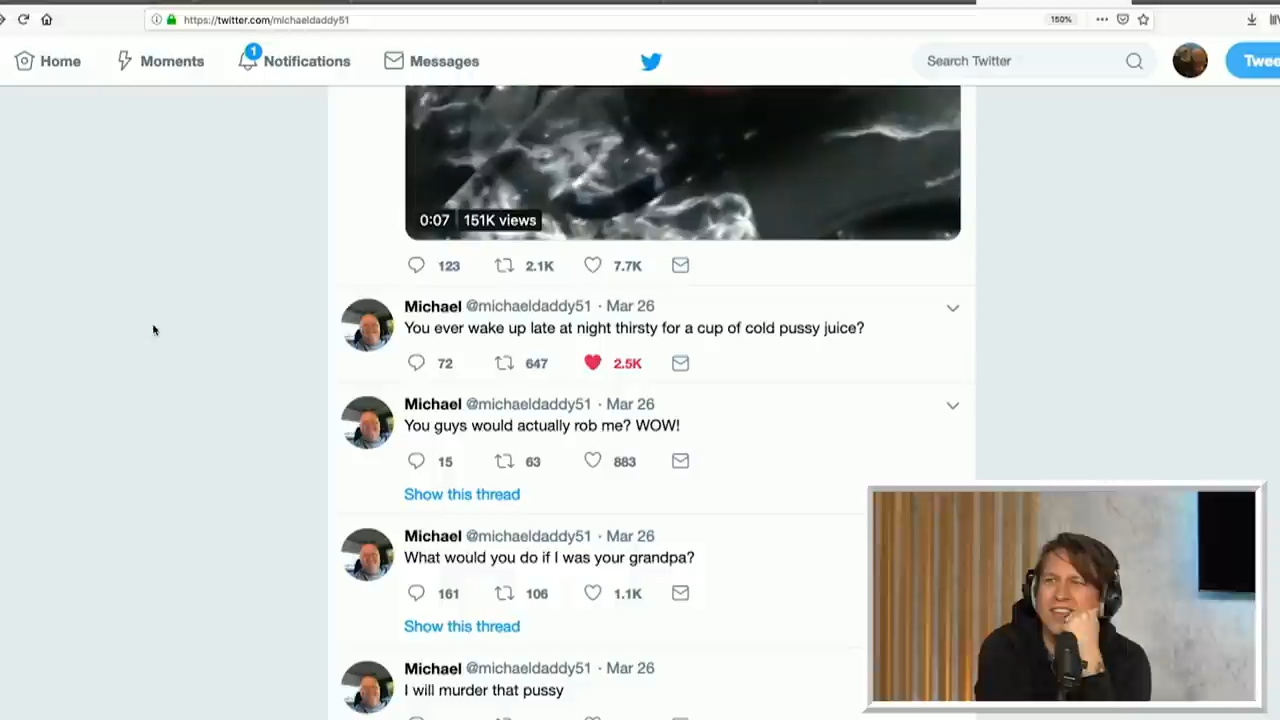 https://twitter.com/michaeldaddy51
150%
Home
Moments
1
Notifications
Messages
Search Twitter
Twee
0:07 151K views
123 2.1K 7.7K
Michael @michaeldaddy51 · Mar 26
You ever wake up late at night thirsty for a cup of cold pussy juice?
72 647 2.5K
Michael @michaeldaddy51 · Mar 26
You guys would actually rob me? WOW!
15 63 883
Show this thread
Michael @michaeldaddy51 · Mar 26
What would you do if I was your grandpa?
161 106 1.1K
Show this thread
Michael @michaeldaddy51 · Mar 26
I will murder that pussy